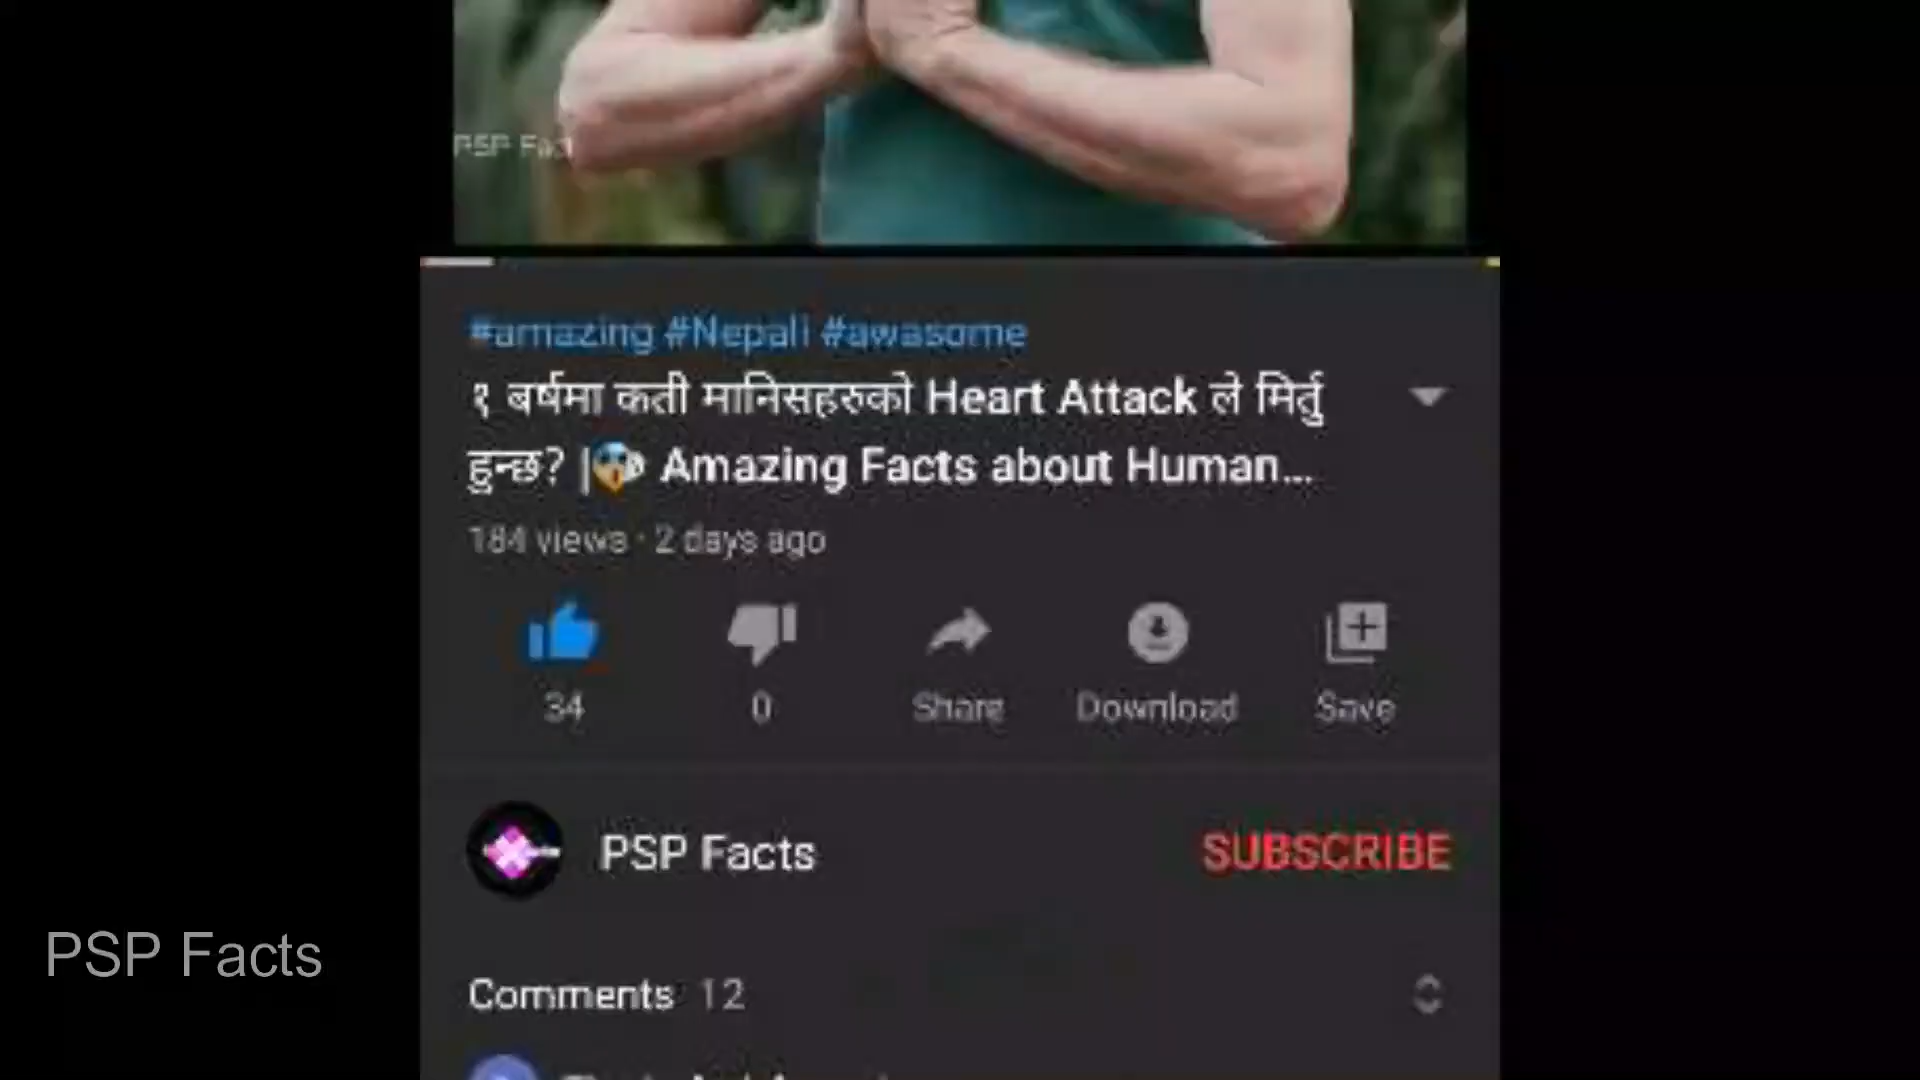 PSP Fact
#amazing #Nepali #awasome
१ बर्षमा कती मानिसहरुको Heart Attack ले मिर्तु
हुन्छ? |😱 Amazing Facts about Human...
184 views · 2 days ago
34 0 Share Download Save
PSP Facts SUBSCRIBE
PSP Facts
Comments 12